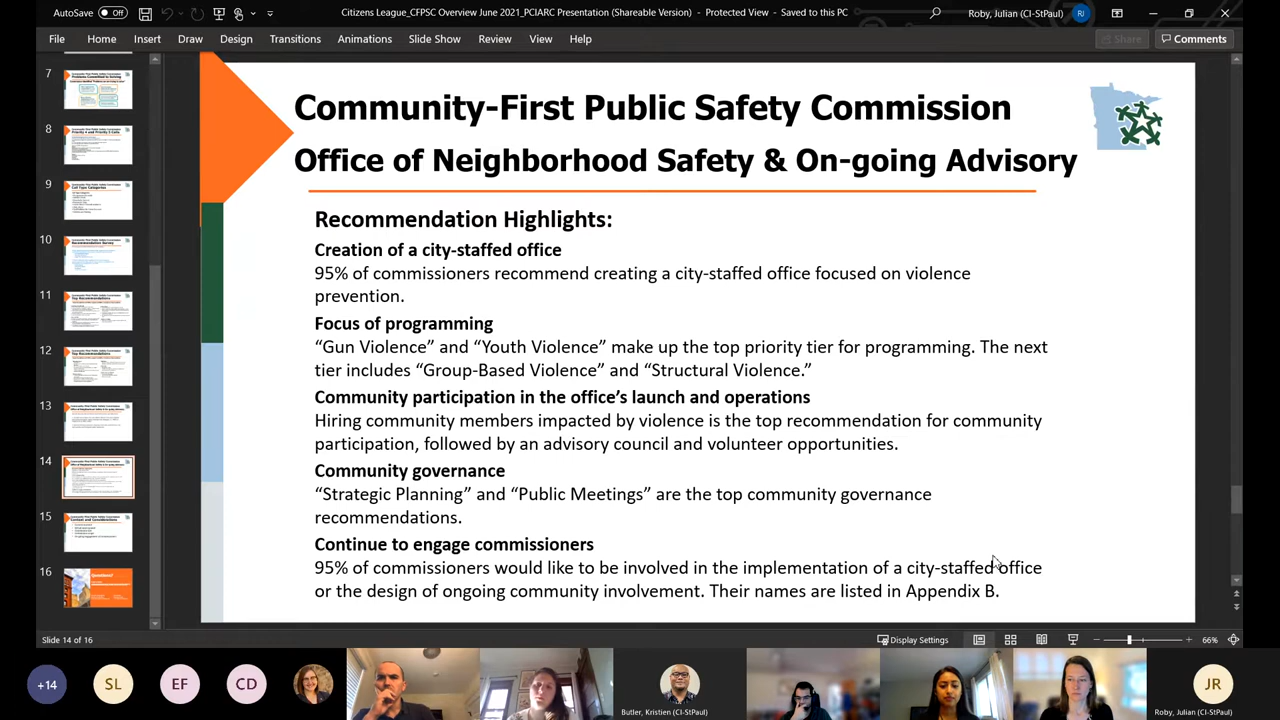 AutoSave Off
Citizens League_CFPSC Overview June 2021_PCIARC Presentation (Shareable Version) - Protected View - Saved to this PC
Roby, Julian (CI-StPaul) RJ
File Home Insert Draw Design Transitions Animations Slide Show Review View Help
Share Comments
7
8
9
10
11
12
13
14
15
16
Community-First Public Safety Commission
Office of Neighborhood Safety & On-going Advisory
Recommendation Highlights:
Creation of a city staffed office
95% of commissioners recommend creating a city-staffed office focused on violence
prevention.
Focus of programming
“Gun Violence” and “Youth Violence” make up the top priority tier for programming. The next
tier includes “Group-Based Violence” and “Structural Violence.”
Community participation in the office’s launch and operations
Hiring community members impacted by violence is the top recommendation for community
participation, followed by an advisory council and volunteer opportunities.
Community governance
“Strategic Planning” and “Public Meetings” are the top community governance
recommendations.
Continue to engage commissioners
95% of commissioners would like to be involved in the implementation of a city-staffed office
or the design of ongoing community involvement. Their names are listed in Appendix B.
Slide 14 of 16
Display Settings
66%
+14 SL EF CD JR
Butler, Kristien (CI-StPaul)
Roby, Julian (CI-StPaul)